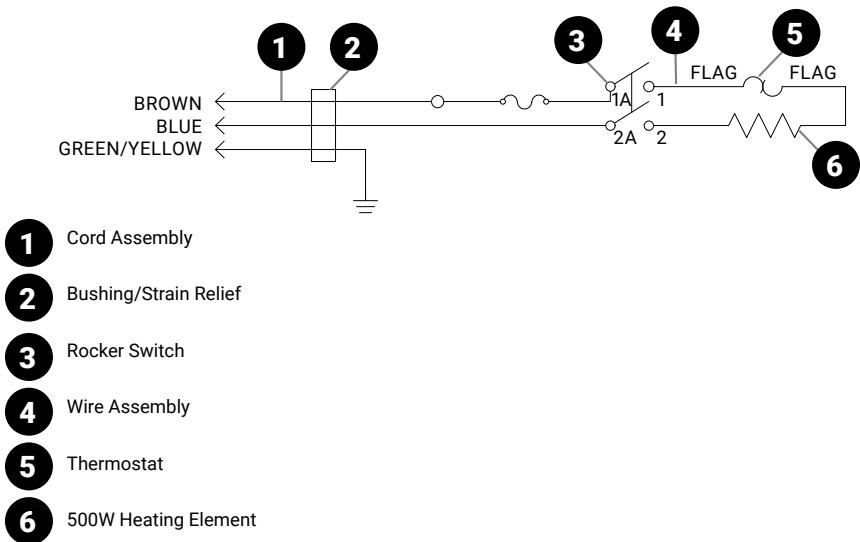 1 2 3 4 5
FLAG FLAG
BROWN 1A 1
BLUE 2A 2
GREEN/YELLOW 6
1 Cord Assembly
2 Bushing/Strain Relief
3 Rocker Switch
4 Wire Assembly
5 Thermostat
6 500W Heating Element